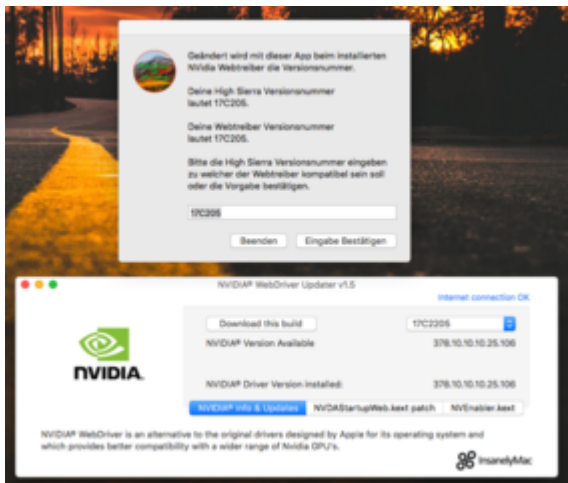 Geändert wird mit dieser App beim installierten
NVidia Webtreiber die Versionsnummer.
Deine High Sierra Versionsnummer
lautet 17C205.
Deine Webtreiber Versionsnummer
lautet 17C205.
Bitte die High Sierra Versionsnummer eingeben
zu welcher der Webtreiber kompatibel sein soll
oder die Vorgabe bestätigen.
17C205
Beenden Eingabe Bestätigen
NVIDIA® WebDriver Updater v1.5
Internet connection OK
Download this build 17C2205
NVIDIA® Version Available 378.10.10.10.25.106
NVIDIA.
NVIDIA® Driver Version installed: 378.10.10.10.25.106
NVIDIA® Info & Updates NVDAStartupWeb.kext patch NVEnabler.kext
NVIDIA® WebDriver is an alternative to the original drivers designed by Apple for its operating system and
which provides better compatibility with a wider range of Nvidia GPU's.
InsanelyMac